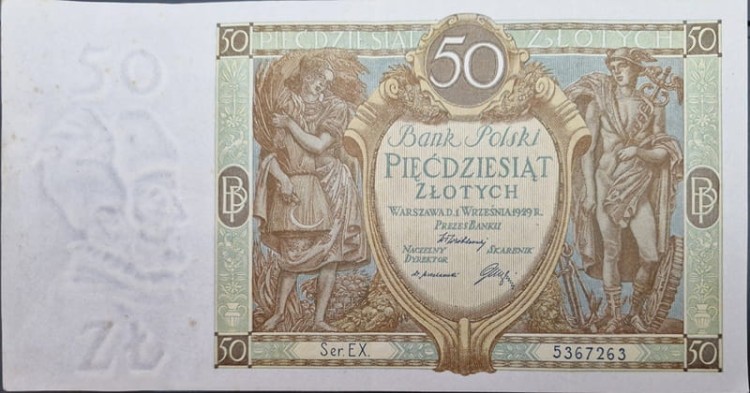 50 PIĘĆDZIESIĄT 50 ZŁOTYCH 50
50
Bank Polski
PIĘĆDZIESIĄT
ZŁOTYCH
WARSZAWA D. 1 WRZEŚNIA 1929 R.
PREZES BANKU
NACZELNY SKARBNIK
DYREKTOR
BP
BP
ZŁ
50 Ser. EX. 5367263 50